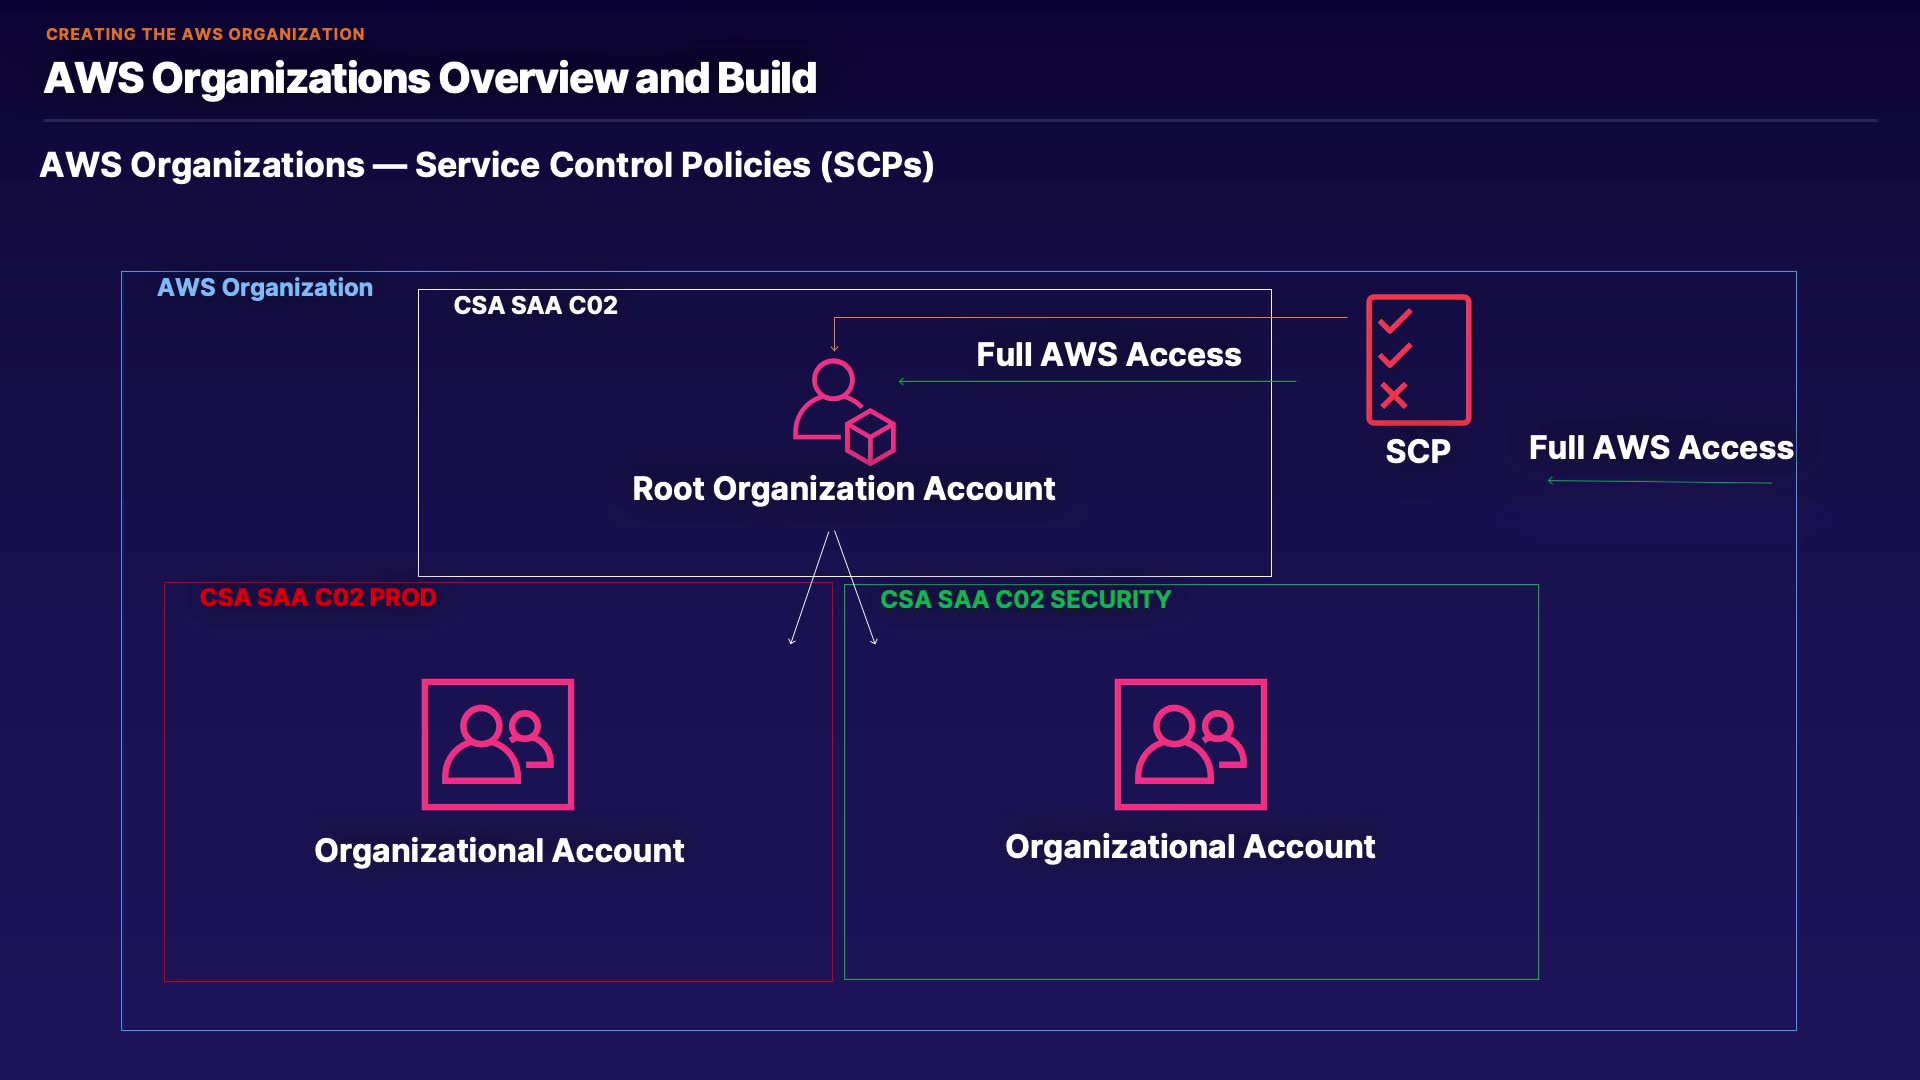 CREATING THE AWS ORGANIZATION
AWS Organizations Overview and Build
AWS Organizations — Service Control Policies (SCPs)
AWS Organization
CSA SAA C02
Full AWS Access
Root Organization Account
SCP
Full AWS Access
CSA SAA C02 PROD
Organizational Account
CSA SAA C02 SECURITY
Organizational Account